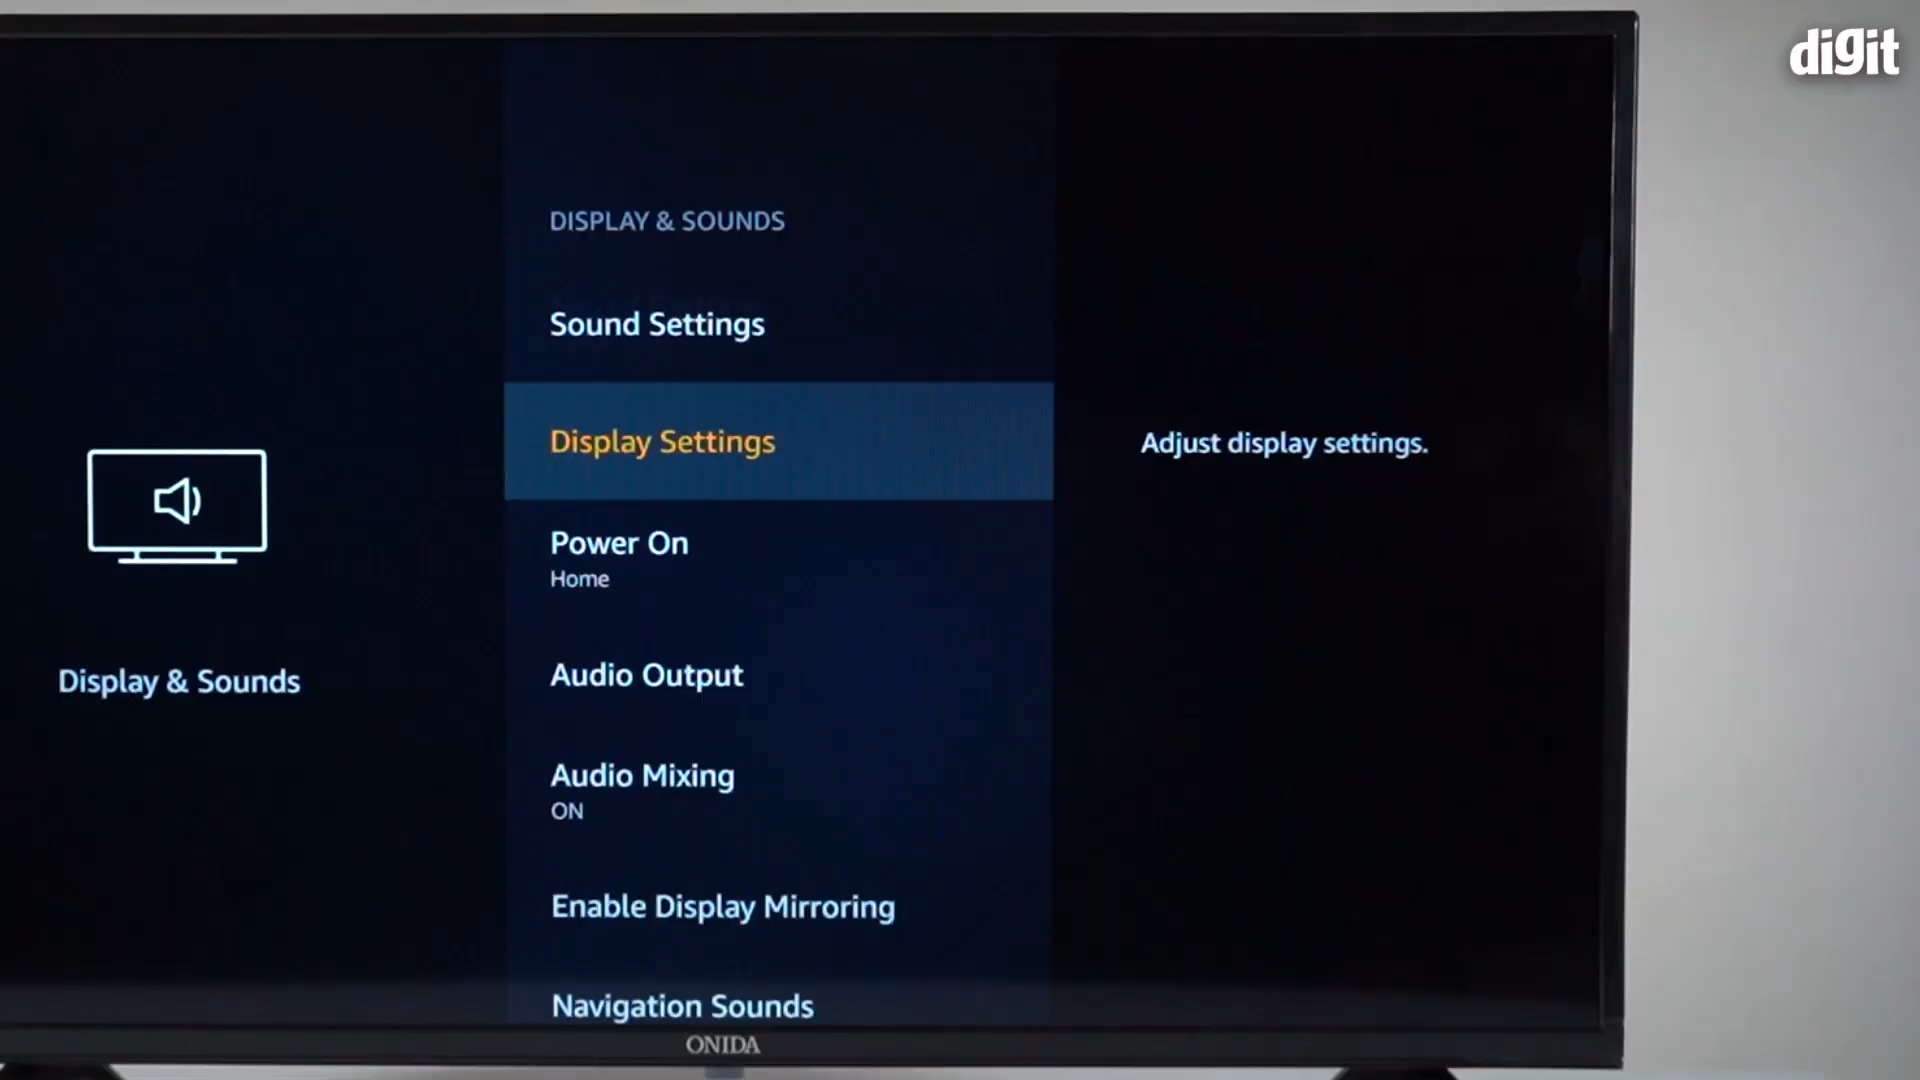 digit
DISPLAY & SOUNDS
Sound Settings
Display Settings
Adjust display settings.
Power On
Home
Display & Sounds
Audio Output
Audio Mixing
ON
Enable Display Mirroring
Navigation Sounds
ONIDA